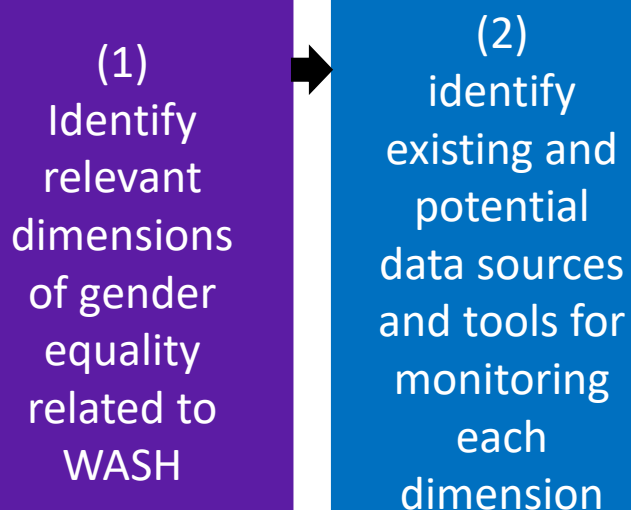 (1)
Identify
relevant
dimensions
of gender
equality
related to
WASH
(2)
identify
existing and
potential
data sources
and tools for
monitoring
each
dimension